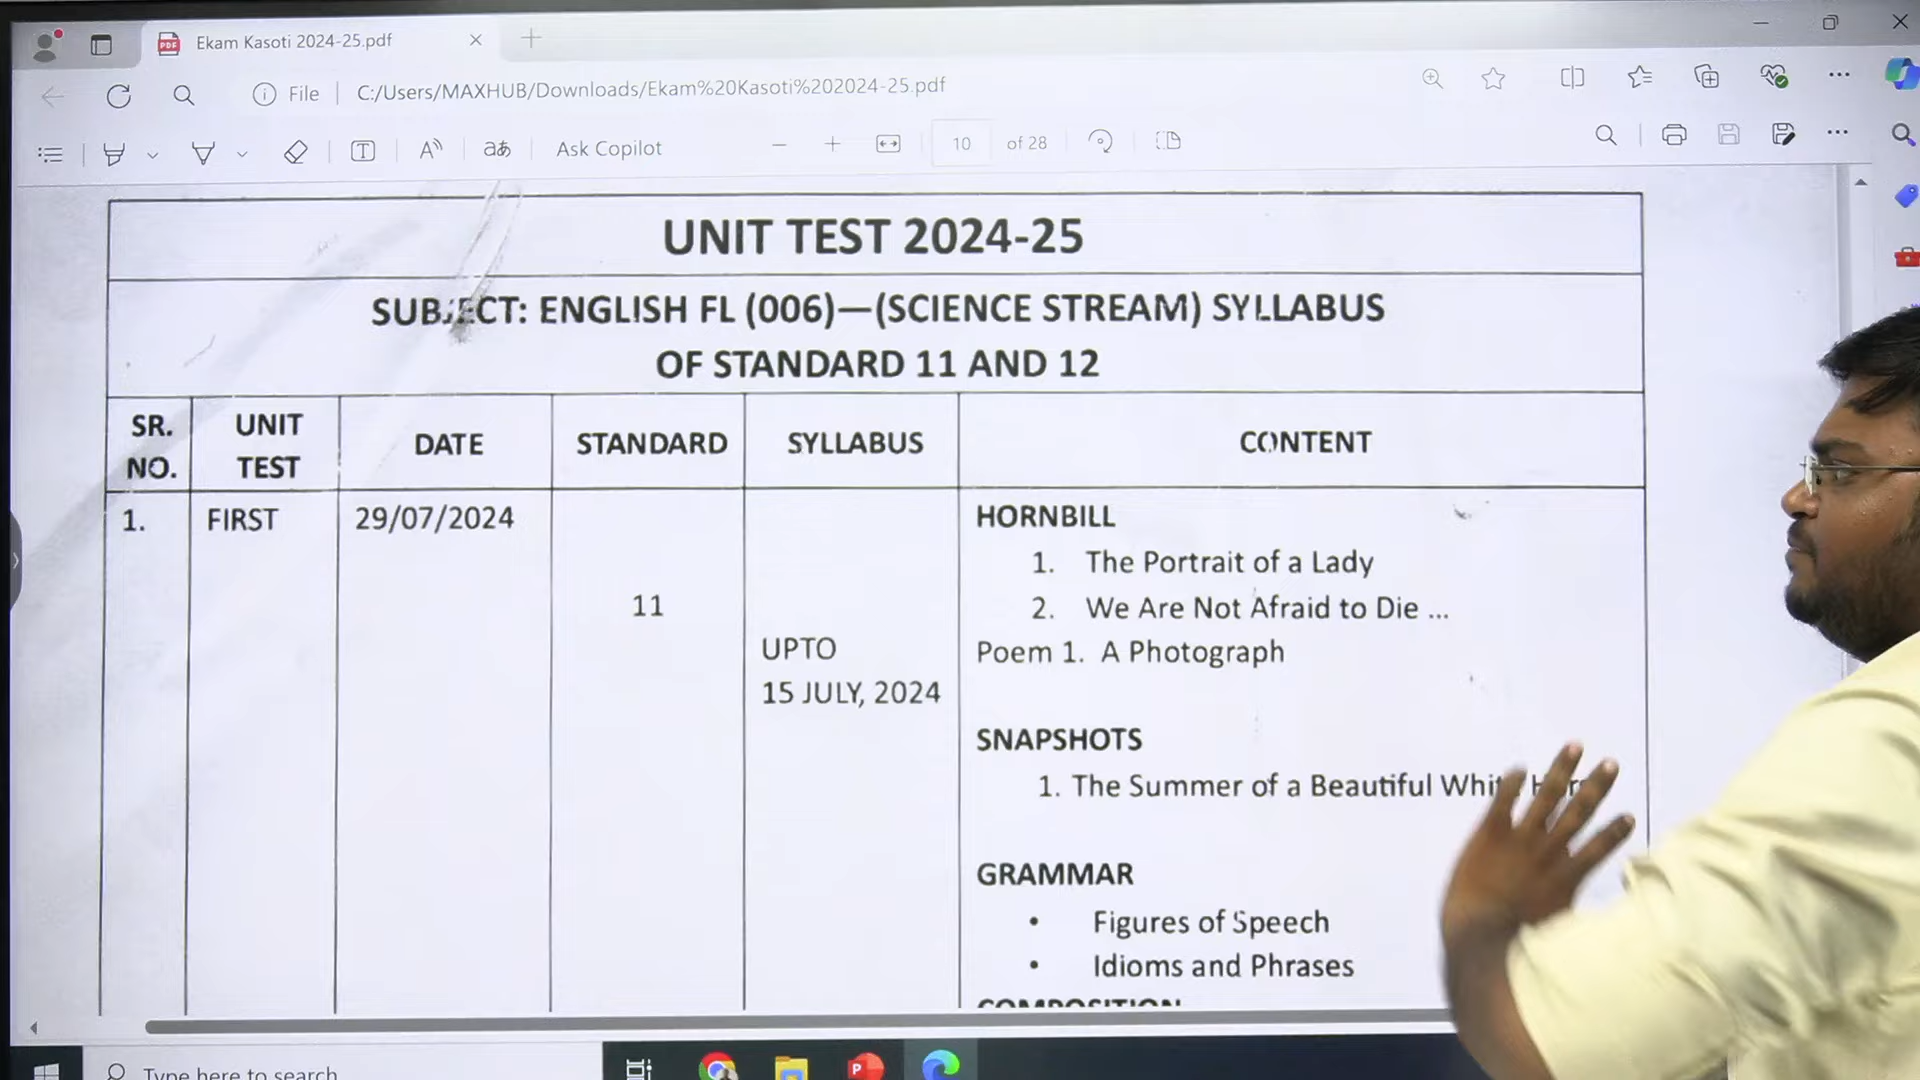 Ekam Kasoti 2024-25.pdf
File
C:/Users/MAXHUB/Downloads/Ekam%20Kasoti%202024-25.pdf
Ask Copilot
10 of 28
UNIT TEST 2024-25
SUBJECT: ENGLISH FL (006)—(SCIENCE STREAM) SYLLABUS
OF STANDARD 11 AND 12
SR. NO.
UNIT TEST
DATE
STANDARD
SYLLABUS
CONTENT
1.
FIRST
29/07/2024
11
UPTO
15 JULY, 2024
HORNBILL
1. The Portrait of a Lady
2. We Are Not Afraid to Die ...
Poem 1. A Photograph
SNAPSHOTS
1. The Summer of a Beautiful White
GRAMMAR
• Figures of Speech
• Idioms and Phrases
COMPOSITION
Type here to search